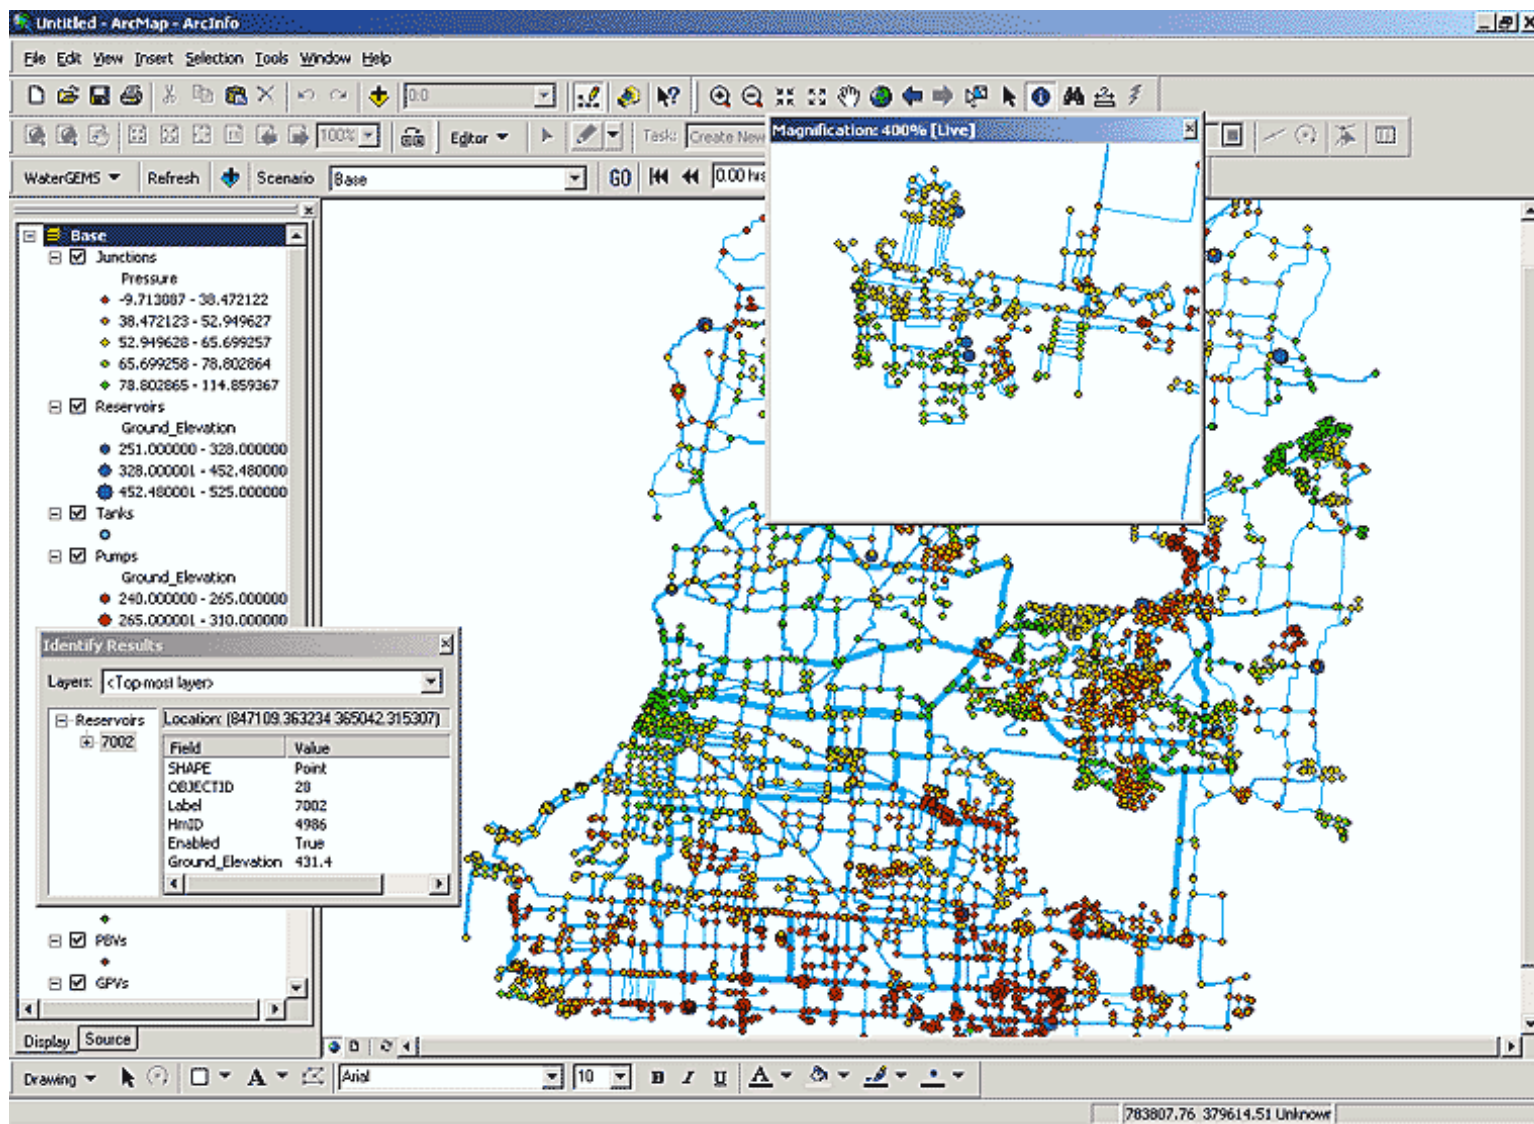 Untitled - ArcMap - ArcInfo
File Edit View Insert Selection Tools Window Help
0:0
100% Editor Task: Create New
WaterGEMS Refresh Scenario Base GO 0.00 hrs
Magnification: 400% [Live]
Base
Junctions
Pressure
-9.713087 - 38.472122
38.472123 - 52.949627
52.949628 - 65.699257
65.699258 - 78.802864
78.802865 - 114.859367
Reservoirs
Ground_Elevation
251.000000 - 328.000000
328.000001 - 452.480000
452.480001 - 525.000000
Tanks
Pumps
Ground_Elevation
240.000000 - 265.000000
265.000001 - 310.000000
Identify Results
Layers: <Top-most layer>
Reservoirs
7002
Location: (847109.363234 365042.315307)
Field Value
SHAPE Point
OBJECTID 28
Label 7002
HmID 4986
Enabled True
Ground_Elevation 431.4
PBVs
GPVs
Display Source
Drawing A Arial 10 B I U A
783807.76 379614.51 Unknowr